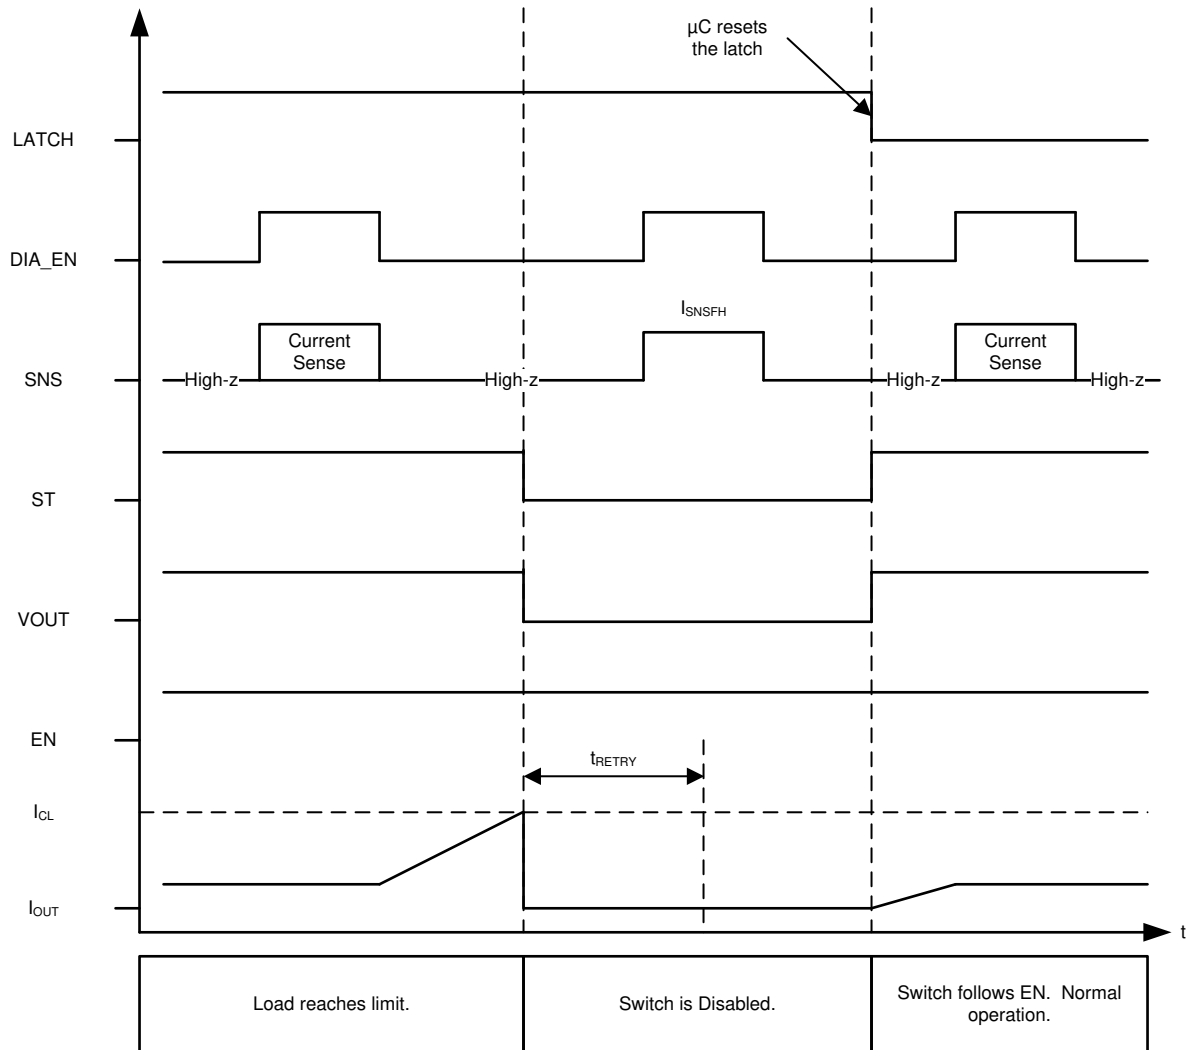 µC resets
the latch
LATCH
DIA_EN
ISNSFH
Current
Sense
Current
Sense
SNS
High-z
High-z
High-z
High-z
ST
VOUT
EN
tRETRY
ICL
IOUT
t
Load reaches limit.
Switch is Disabled.
Switch follows EN. Normal
operation.